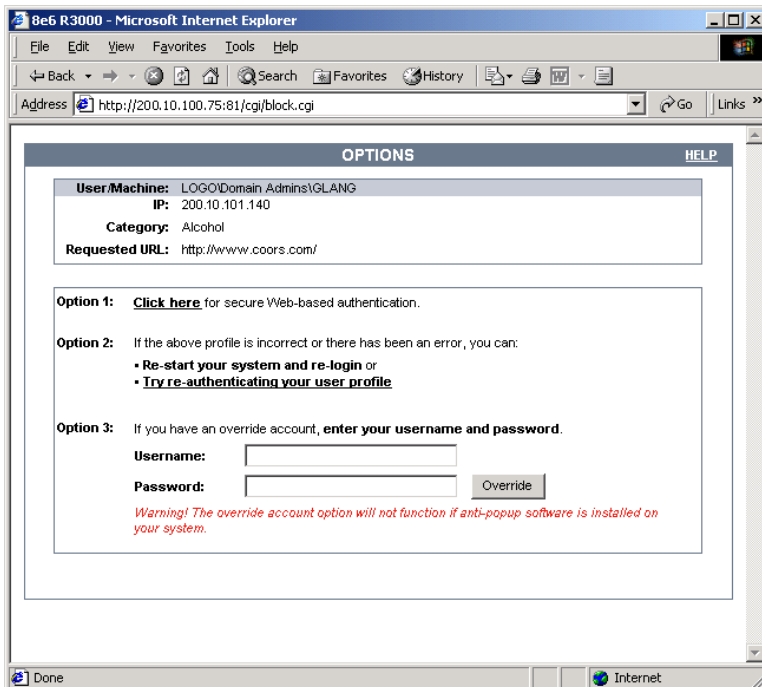 8e6 R3000 - Microsoft Internet Explorer
File Edit View Favorites Tools Help
Back Search Favorites History
Address http://200.10.100.75:81/cgi/block.cgi Go Links »
OPTIONS HELP
User/Machine: LOGO\Domain Admins\GLANG
IP: 200.10.101.140
Category: Alcohol
Requested URL: http://www.coors.com/
Option 1: Click here for secure Web-based authentication.
Option 2: If the above profile is incorrect or there has been an error, you can:
▪ Re-start your system and re-login or
▪ Try re-authenticating your user profile
Option 3: If you have an override account, enter your username and password.
Username:
Password: Override
Warning! The override account option will not function if anti-popup software is installed on
your system.
Done Internet